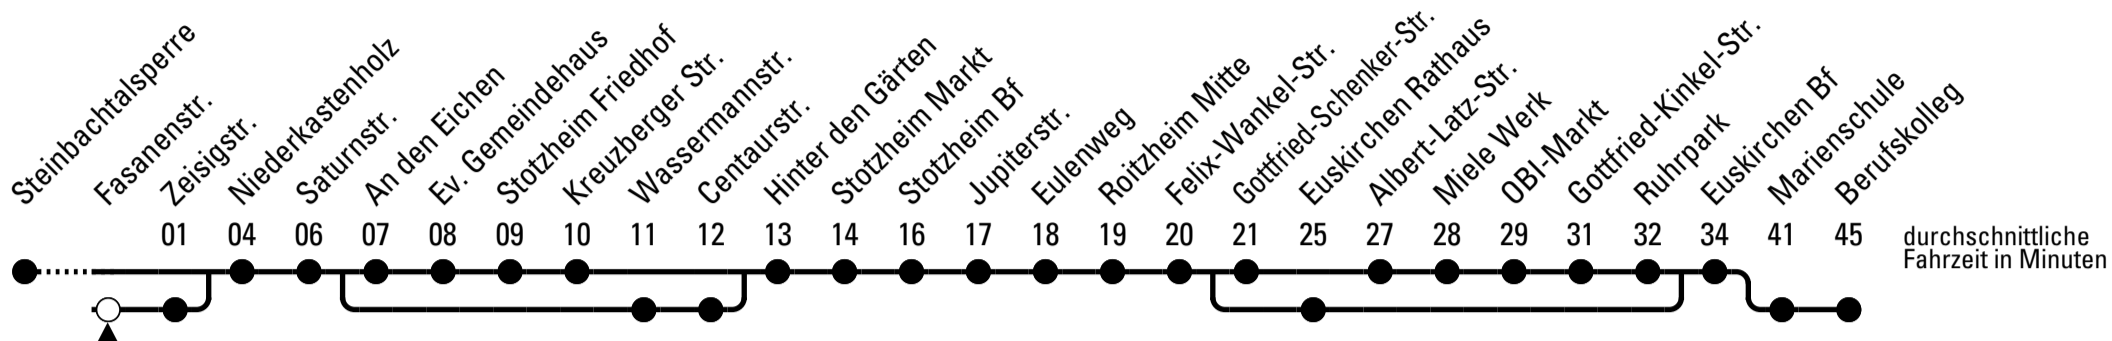 Steinbachtalsperre
Fasanenstr.
Zeisigstr.
Niederkastenholz
Saturnstr.
An den Eichen
Ev. Gemeindehaus
Stotzheim Friedhof
Kreuzberger Str.
Wassermannstr.
Centaurstr.
Hinter den Gärten
Stotzheim Markt
Stotzheim Bf
Jupiterstr.
Eulenweg
Roitzheim Mitte
Felix-Wankel-Str.
Gottfried-Schenker-Str.
Euskirchen Rathaus
Albert-Latz-Str.
Miele Werk
OBI-Markt
Gottfried-Kinkel-Str.
Ruhrpark
Euskirchen Bf
Marienschule
Berufskolleg
01 04 06 07 08 09 10 11 12 13 14 16 17 18 19 20 21 25 27 28 29 31 32 34 41 45
durchschnittliche
Fahrzeit in Minuten